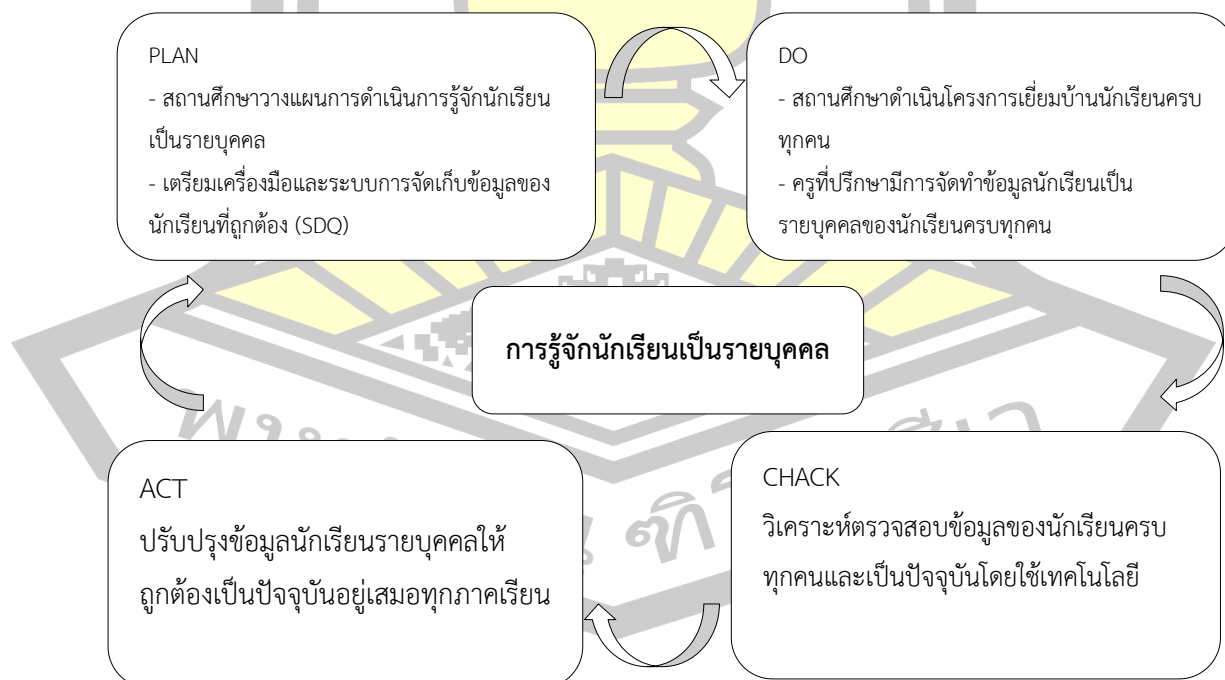 PLAN
- สถานศึกษาวางแผนการดำเนินการรู้จักนักเรียน
เป็นรายบุคคล
- เตรียมเครื่องมือและระบบการจัดเก็บข้อมูลของ
นักเรียนที่ถูกต้อง (SDQ)
DO
- สถานศึกษาดำเนินโครงการเยี่ยมบ้านนักเรียนครบ
ทุกคน
- ครูที่ปรึกษามีการจัดทำข้อมูลนักเรียนเป็น
รายบุคคลของนักเรียนครบทุกคน
การรู้จักนักเรียนเป็นรายบุคคล
ACT
ปรับปรุงข้อมูลนักเรียนรายบุคคลให้
ถูกต้องเป็นปัจจุบันอยู่เสมอทุกภาคเรียน
CHACK
วิเคราะห์ตรวจสอบข้อมูลของนักเรียนครบ
ทุกคนและเป็นปัจจุบันโดยใช้เทคโนโลยี